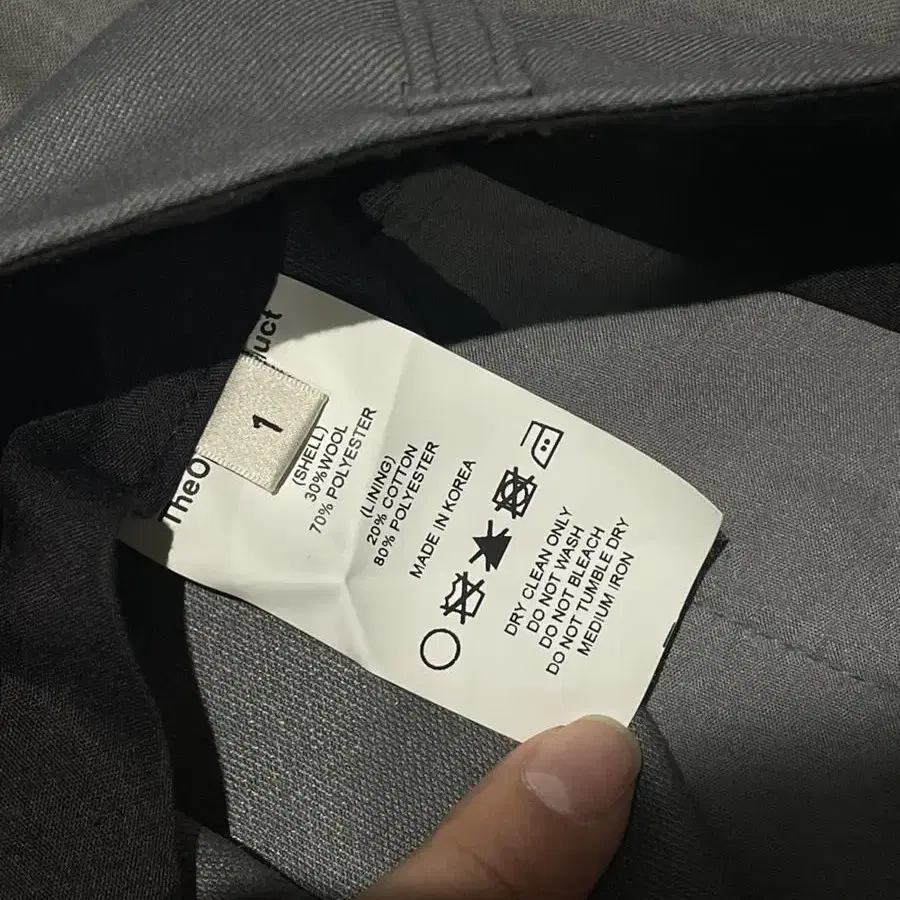 TheO uct
1
(SHELL)
30%WOOL
70% POLYESTER
(LINING)
20% COTTON
80% POLYESTER
MADE IN KOREA
DRY CLEAN ONLY
DO NOT WASH
DO NOT BLEACH
DO NOT TUMBLE DRY
MEDIUM IRON